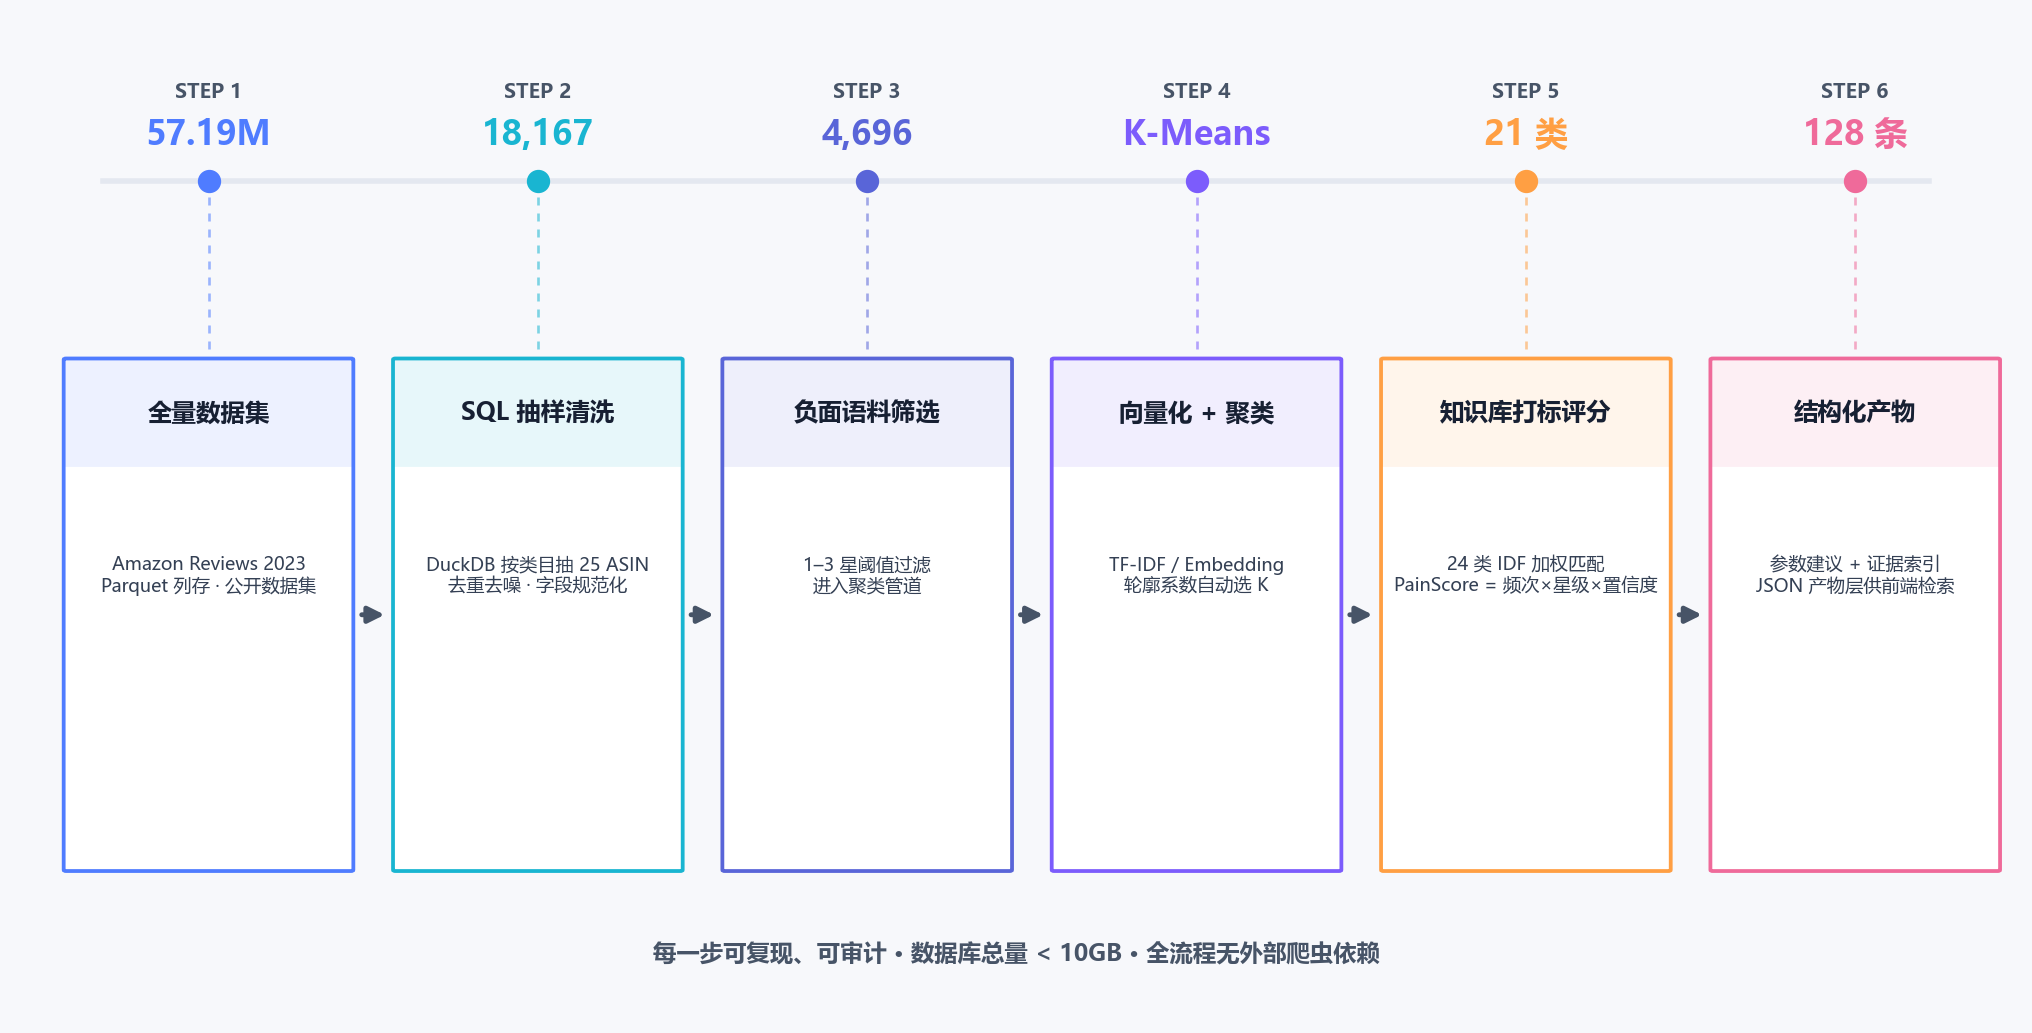 STEP 1
57.19M
STEP 2
18,167
STEP 3
4,696
STEP 4
K-Means
STEP 5
21 类
STEP 6
128 条
全量数据集
Amazon Reviews 2023
Parquet 列存 · 公开数据集
SQL 抽样清洗
DuckDB 按类目抽 25 ASIN
去重去噪 · 字段规范化
负面语料筛选
1–3 星阈值过滤
进入聚类管道
向量化 + 聚类
TF-IDF / Embedding
轮廓系数自动选 K
知识库打标评分
24 类 IDF 加权匹配
PainScore = 频次×星级×置信度
结构化产物
参数建议 + 证据索引
JSON 产物层供前端检索
每一步可复现、可审计 • 数据库总量 < 10GB • 全流程无外部爬虫依赖